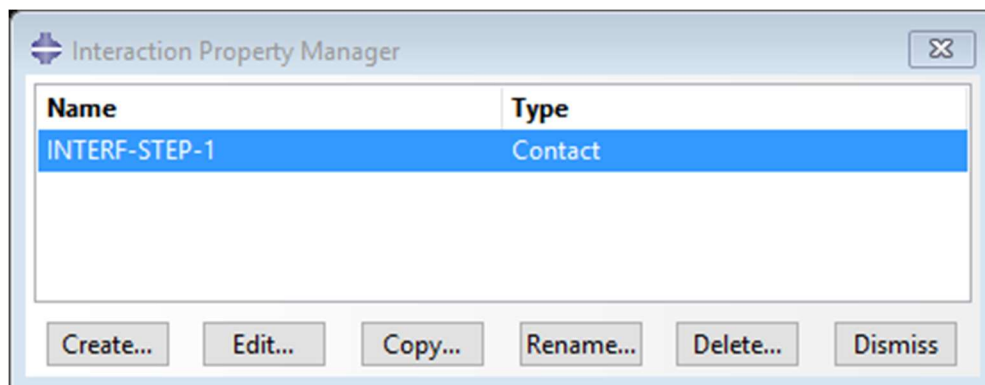 Interaction Property Manager
Name Type
INTERF-STEP-1 Contact
Create... Edit... Copy... Rename... Delete... Dismiss